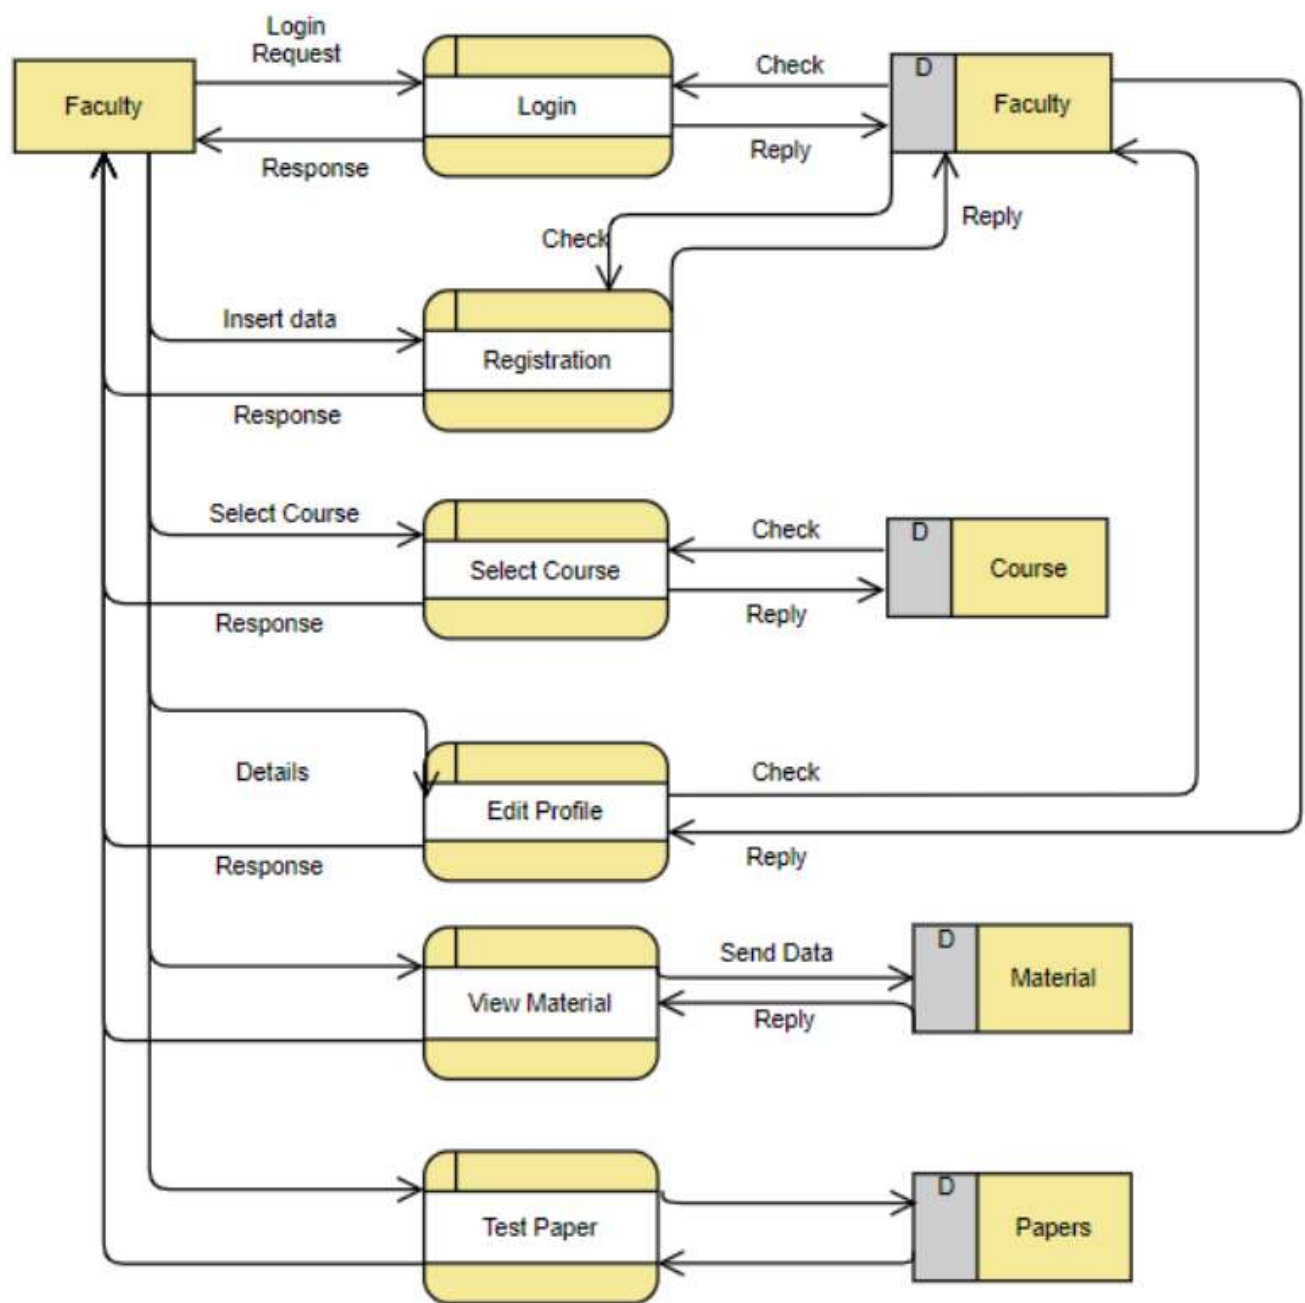 Login
Request
Check
D
Faculty
Login
Faculty
Response
Reply
Check
Reply
Insert data
Registration
Response
Select Course
Check
D
Select Course
Course
Response
Reply
Details
Check
Edit Profile
Response
Reply
D
Send Data
Material
View Material
Reply
D
Test Paper
Papers